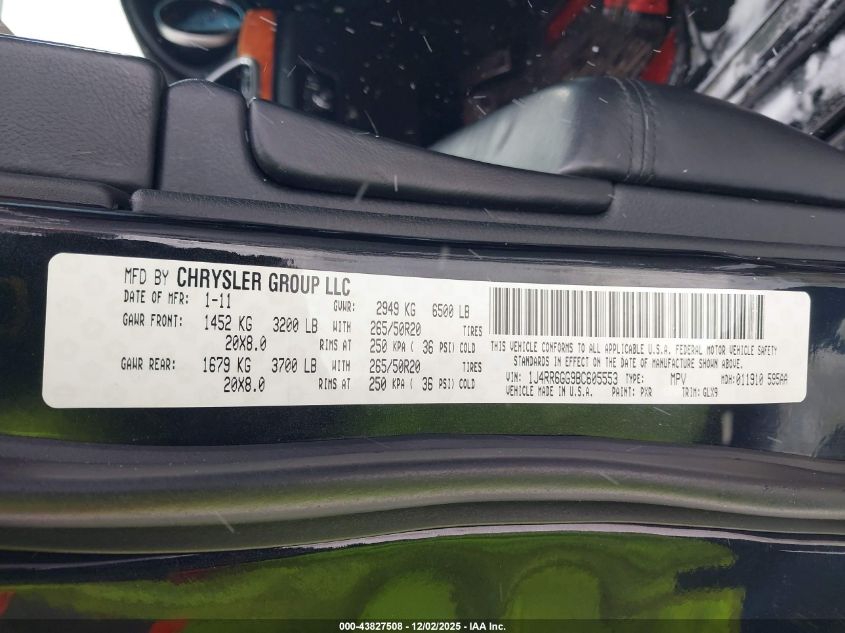 MFD BY CHRYSLER GROUP LLC
DATE OF MFR: 1-11 GVWR: 2949 KG 6500 LB
GAWR FRONT: 1452 KG 3200 LB WITH 265/50R20 TIRES
20X8.0 RIMS AT 250 KPA ( 36 PSI) COLD
GAWR REAR: 1679 KG 3700 LB WITH 265/50R20 TIRES
20X8.0 RIMS AT 250 KPA ( 36 PSI) COLD
THIS VEHICLE CONFORMS TO ALL APPLICABLE U.S.A. FEDERAL MOTOR VEHICLE SAFETY
STANDARDS IN EFFECT ON THE DATE OF MANUFACTURE SHOWN ABOVE.
VIN: 1J4RR6GG9BC605553 TYPE: MPV MDH: 011910 595AA
VEHICLE MADE IN U.S.A. PAINT: PXR TRIM: GLX9
000-43827508 - 12/02/2025 - IAA Inc.